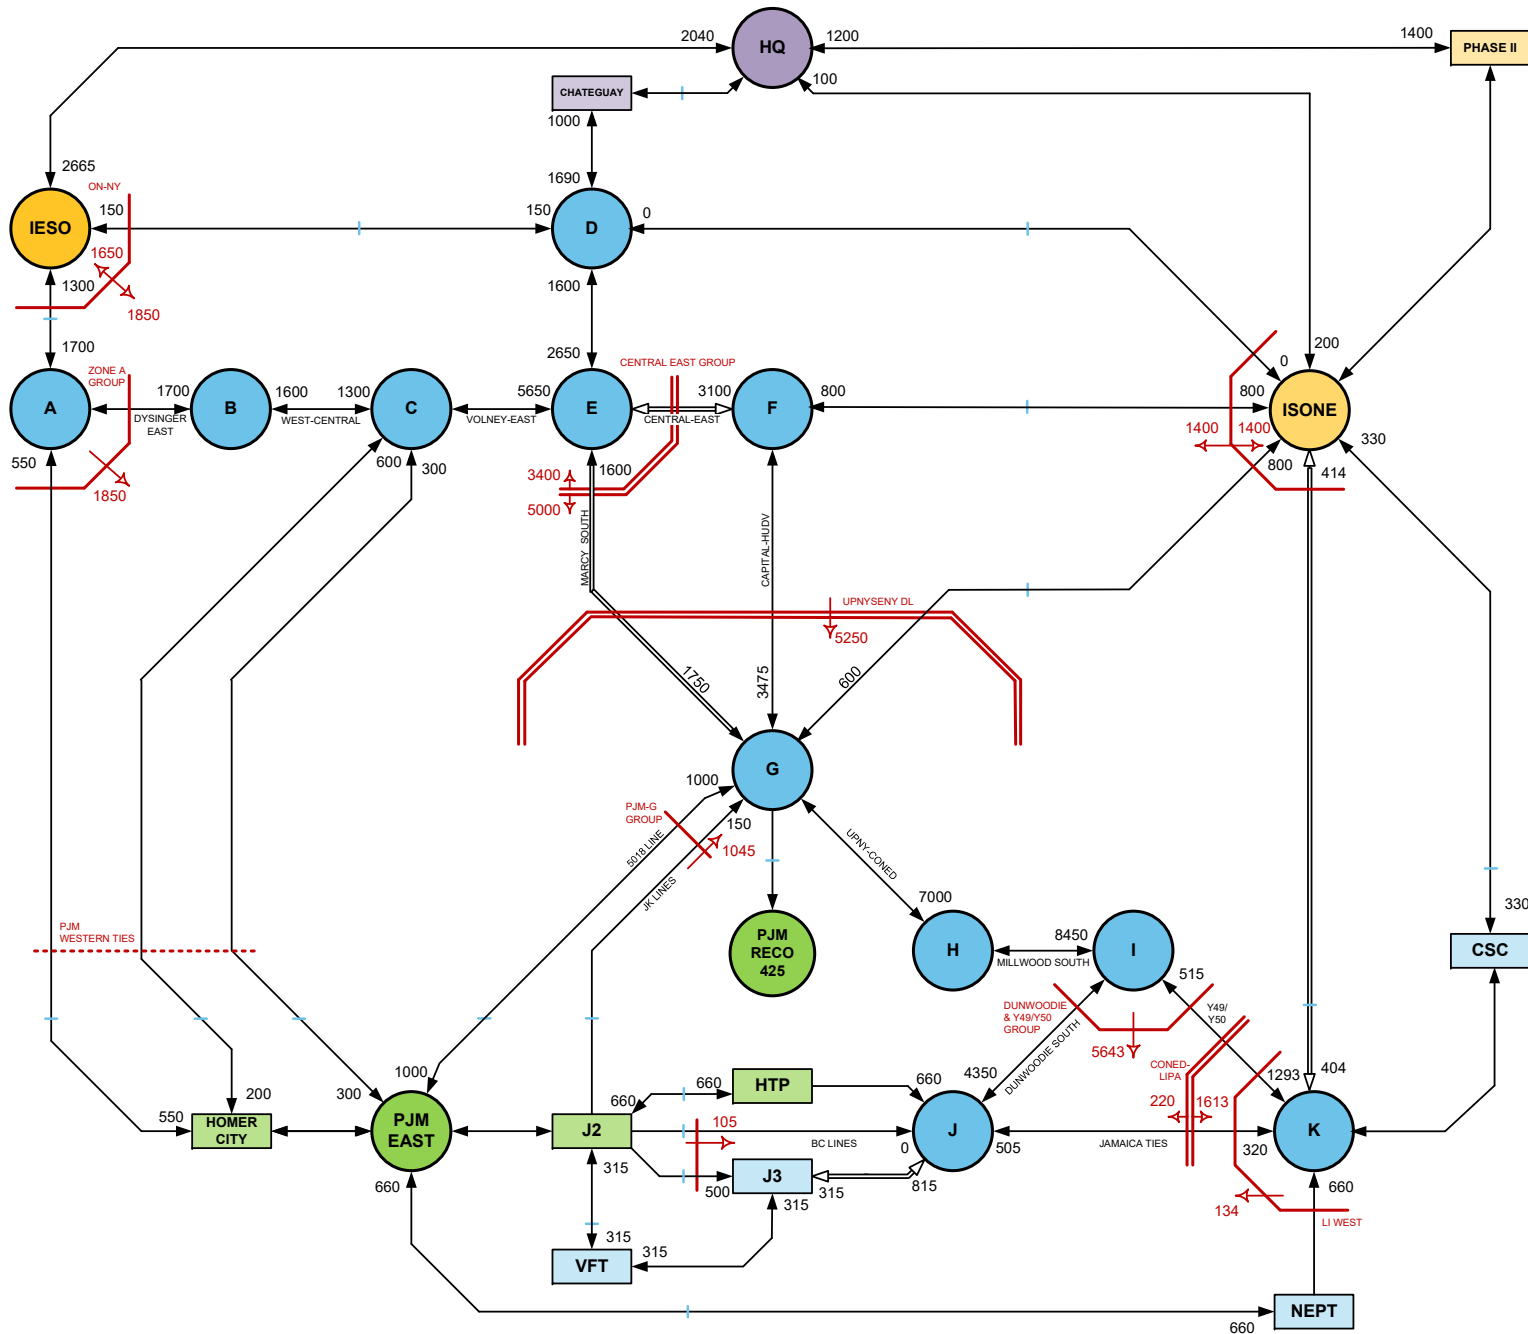 2040
HQ
1200
1400
PHASE II
100
CHATEGUAY
1000
2665
ON-NY
1690
IESO
150
150
D
0
1650
1300
1850
1600
1700
2650
0
200
ZONE A
GROUP
CENTRAL EAST GROUP
A
1700
B
1600
1300
C
5650
E
3100
F
800
800
ISONE
DYSINGER
EAST
WEST-CENTRAL
VOLNEY-EAST
CENTRAL-EAST
1400
1400
330
550
600
300
1600
800
414
1850
3400
5000
MARCY SOUTH
CAPITAL-HUDV
UPNYSENY DL
5250
1750
3475
600
G
1000
PJM-G
GROUP
150
1045
5018 LINE
JK LINES
UPNY-CONED
7000
330
PJM
WESTERN TIES
PJM
RECO
425
H
8450
MILLWOOD SOUTH
I
515
CSC
DUNWOODIE
& Y49/Y50
GROUP
Y49/
Y50
5643
DUNWOODIE SOUTH
CONED-
LIPA
1000
660
HTP
660
4350
1293
404
550
200
300
660
220
1613
HOMER
CITY
PJM
EAST
J2
105
BC LINES
0
J
505
JAMAICA TIES
320
K
660
315
500
J3
315
315
815
660
134
LI WEST
315
315
VFT
NEPT
660